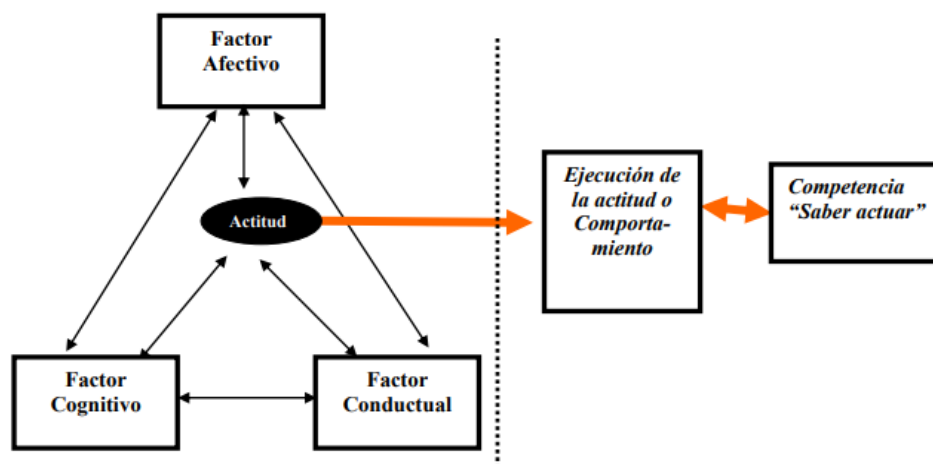 Factor
Afectivo
Actitud
Factor
Cognitivo
Factor
Conductual
Ejecución de
la actitud o
Comporta-
miento
Competencia
“Saber actuar”